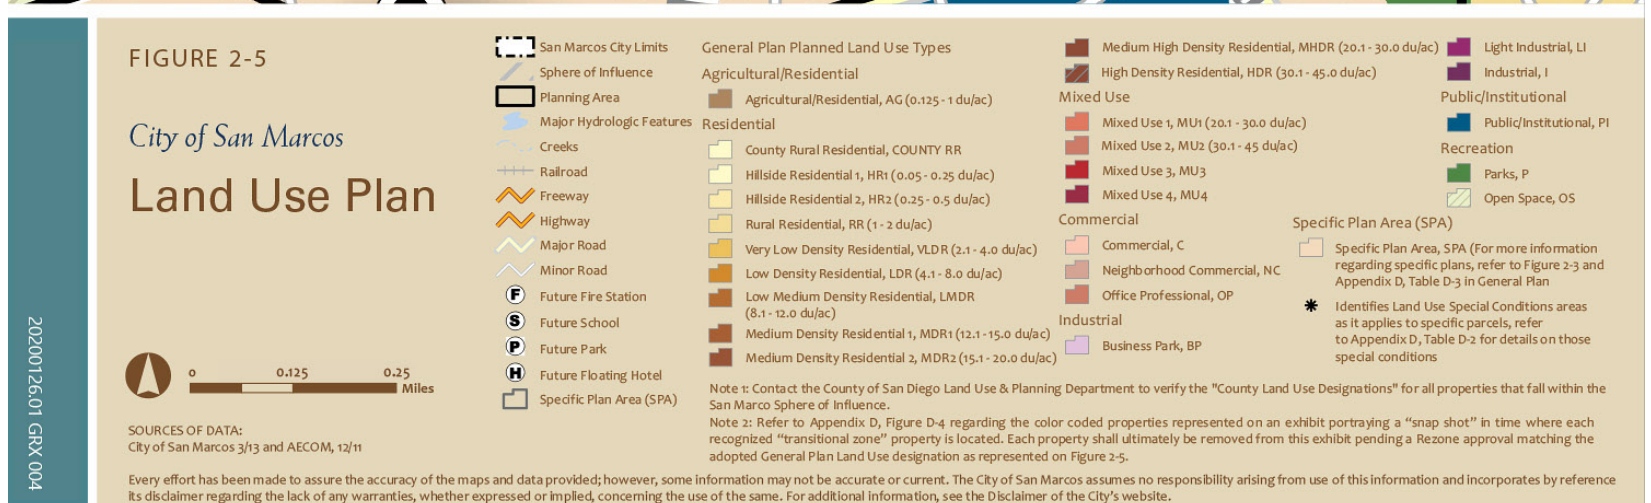 FIGURE 2-5
City of San Marcos
Land Use Plan
0 0.125 0.25
Miles
SOURCES OF DATA:
City of San Marcos 3/13 and AECOM, 12/11
20200126.01 GRX 004
San Marcos City Limits
Sphere of Influence
Planning Area
Major Hydrologic Features
Creeks
Railroad
Freeway
Highway
Major Road
Minor Road
F Future Fire Station
S Future School
P Future Park
H Future Floating Hotel
Specific Plan Area (SPA)
General Plan Planned Land Use Types
Agricultural/Residential
Agricultural/Residential, AG (0.125 - 1 du/ac)
Residential
County Rural Residential, COUNTY RR
Hillside Residential 1, HR1 (0.05 - 0.25 du/ac)
Hillside Residential 2, HR2 (0.25 - 0.5 du/ac)
Rural Residential, RR (1 - 2 du/ac)
Very Low Density Residential, VLDR (2.1 - 4.0 du/ac)
Low Density Residential, LDR (4.1 - 8.0 du/ac)
Low Medium Density Residential, LMDR
(8.1 - 12.0 du/ac)
Medium Density Residential 1, MDR1 (12.1 - 15.0 du/ac)
Medium Density Residential 2, MDR2 (15.1 - 20.0 du/ac)
Medium High Density Residential, MHDR (20.1 - 30.0 du/ac)
High Density Residential, HDR (30.1 - 45.0 du/ac)
Mixed Use
Mixed Use 1, MU1 (20.1 - 30.0 du/ac)
Mixed Use 2, MU2 (30.1 - 45 du/ac)
Mixed Use 3, MU3
Mixed Use 4, MU4
Commercial
Commercial, C
Neighborhood Commercial, NC
Office Professional, OP
Industrial
Business Park, BP
Light Industrial, LI
Industrial, I
Public/Institutional
Public/Institutional, PI
Recreation
Parks, P
Open Space, OS
Specific Plan Area (SPA)
Specific Plan Area, SPA (For more information
regarding specific plans, refer to Figure 2-3 and
Appendix D, Table D-3 in General Plan
Identifies Land Use Special Conditions areas
as it applies to specific parcels, refer
to Appendix D, Table D-2 for details on those
special conditions
Note 1: Contact the County of San Diego Land Use & Planning Department to verify the "County Land Use Designations" for all properties that fall within the
San Marco Sphere of Influence.
Note 2: Refer to Appendix D, Figure D-4 regarding the color coded properties represented on an exhibit portraying a “snap shot” in time where each
recognized “transitional zone” property is located. Each property shall ultimately be removed from this exhibit pending a Rezone approval matching the
adopted General Plan Land Use designation as represented on Figure 2-5.
Every effort has been made to assure the accuracy of the maps and data provided; however, some information may not be accurate or current. The City of San Marcos assumes no responsibility arising from use of this information and incorporates by reference
its disclaimer regarding the lack of any warranties, whether expressed or implied, concerning the use of the same. For additional information, see the Disclaimer of the City's website.